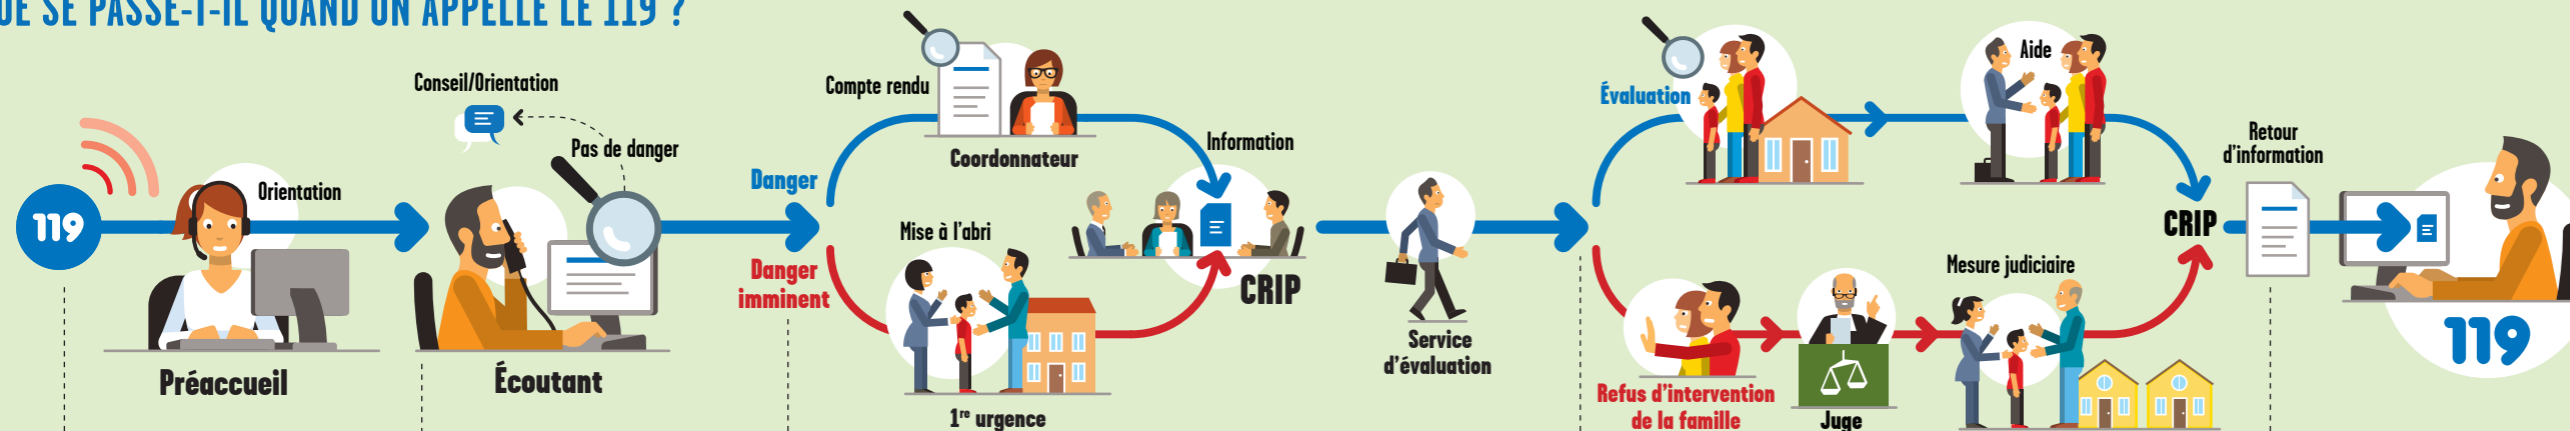 QUE SE PASSE-T-IL QUAND ON APPELLE LE 119 ?
119
Orientation
Préaccueil
Conseil/Orientation
Pas de danger
Écoutant
Danger
Danger
imminent
Compte rendu
Coordonnateur
Mise à l'abri
1re urgence
Information
CRIP
Service
d'évaluation
Évaluation
Aide
Refus d'intervention
de la famille
Juge
Mesure judiciaire
CRIP
Retour
d'information
119